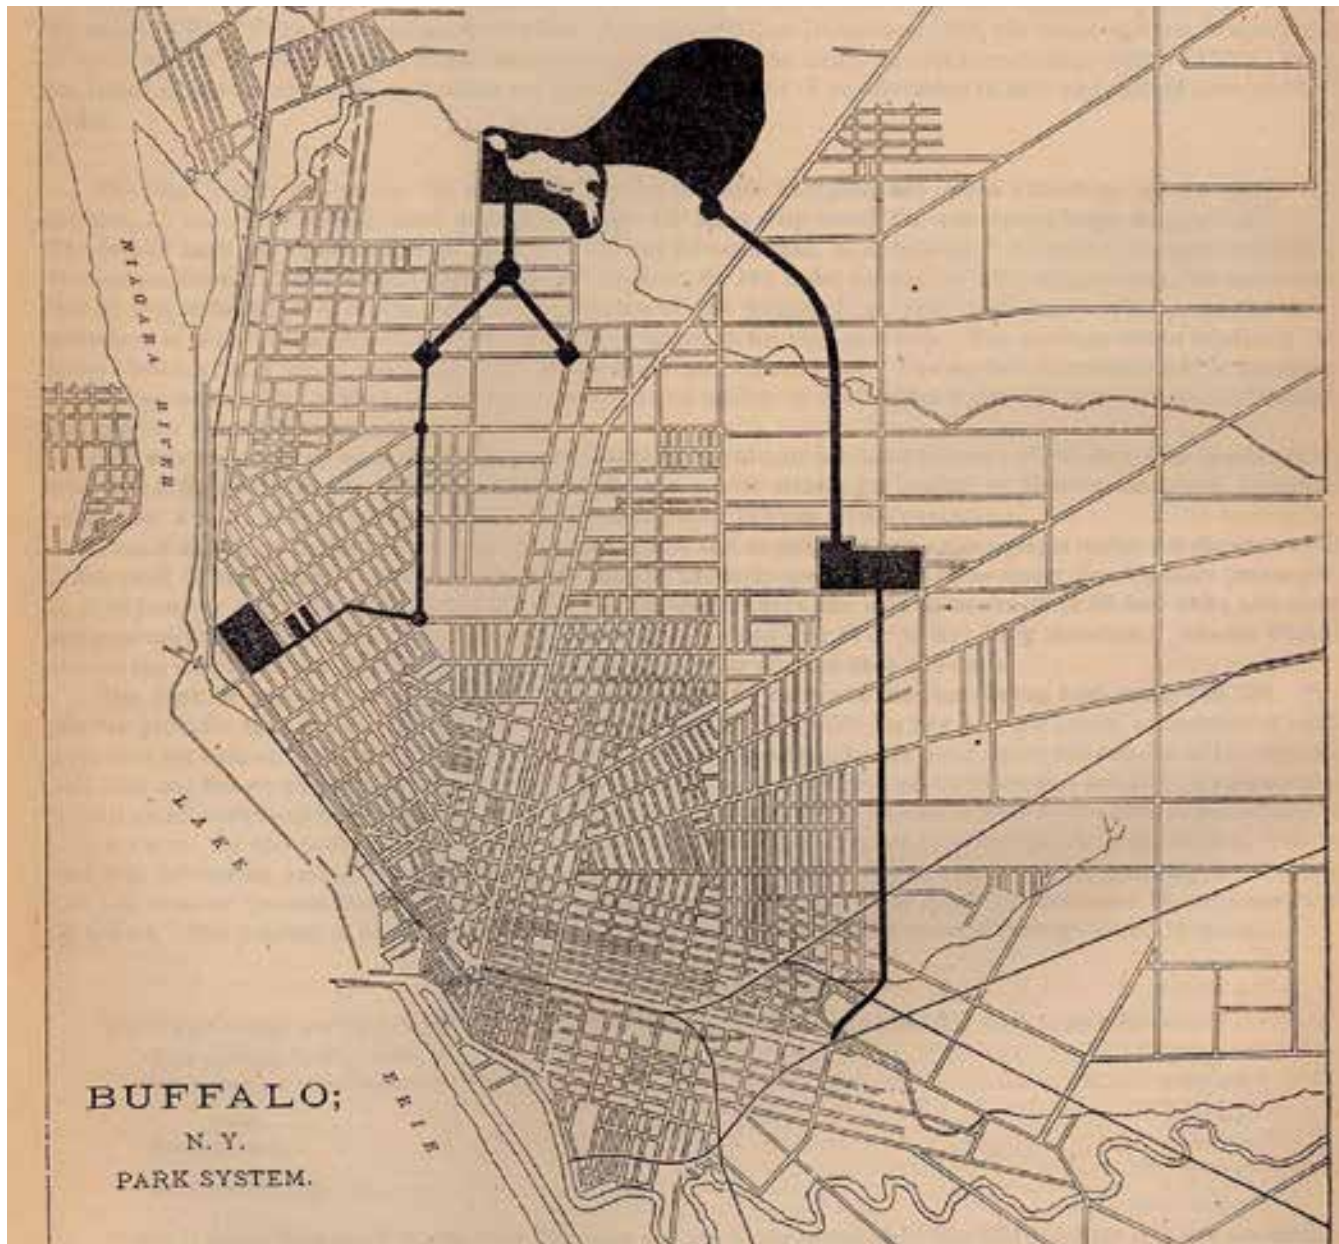 NIAGARA RIVER
LAKE
ERIE
BUFFALO;
N. Y.
PARK SYSTEM.